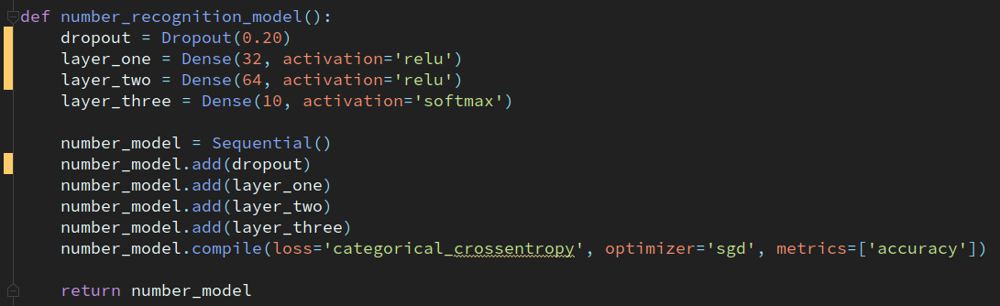 def number_recognition_model():
    dropout = Dropout(0.20)
    layer_one = Dense(32, activation='relu')
    layer_two = Dense(64, activation='relu')
    layer_three = Dense(10, activation='softmax')

    number_model = Sequential()
    number_model.add(dropout)
    number_model.add(layer_one)
    number_model.add(layer_two)
    number_model.add(layer_three)
    number_model.compile(loss='categorical_crossentropy', optimizer='sgd', metrics=['accuracy'])

    return number_model